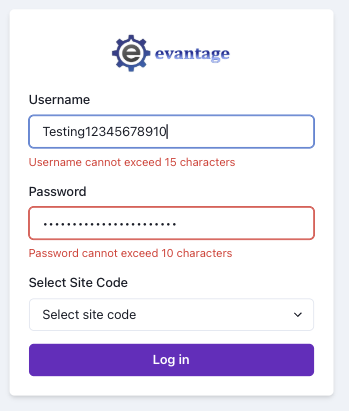 evantage
Username
Testing12345678910
Username cannot exceed 15 characters
Password
•••••••••••••••••••••••
Password cannot exceed 10 characters
Select Site Code
Select site code
Log in